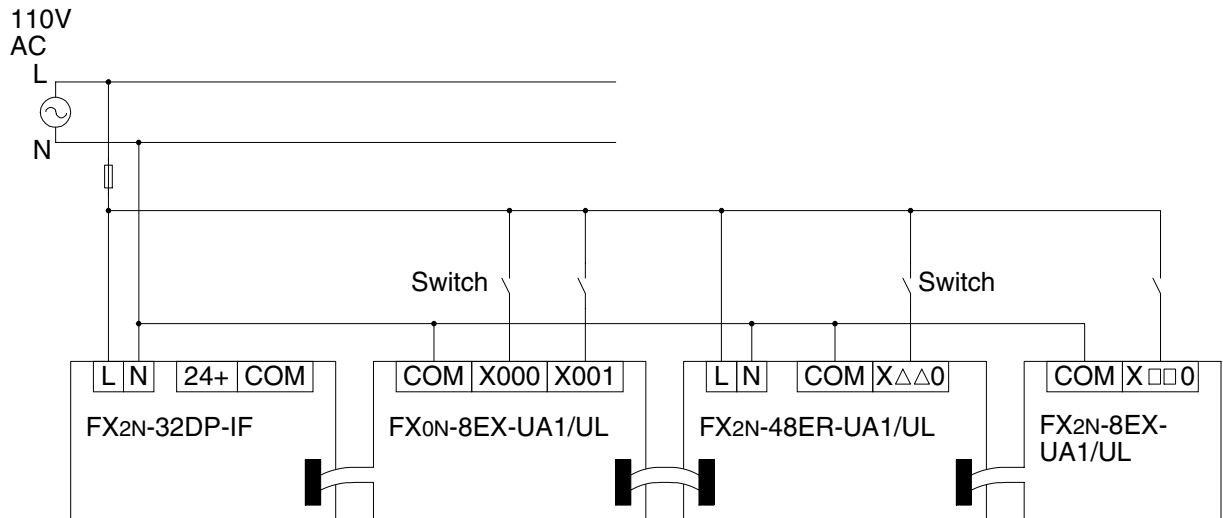 110V
AC
L
N
Switch
Switch
L N 24+ COM
COM X000 X001
L N COM X△△0
COM X□□0
FX2N-32DP-IF
FX0N-8EX-UA1/UL
FX2N-48ER-UA1/UL
FX2N-8EX-
UA1/UL